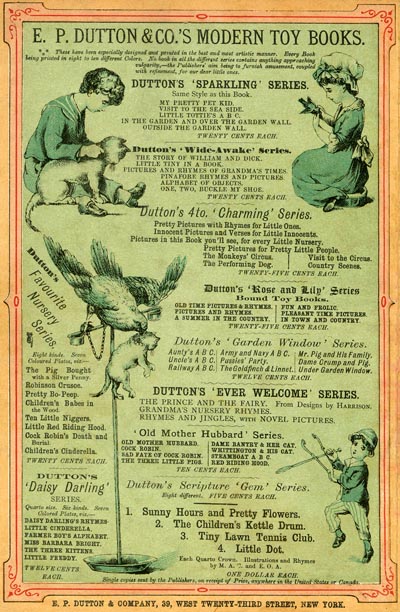 E. P. DUTTON & CO.'S MODERN TOY BOOKS.
These have been especially designed and printed in the best and most artistic manner. Every Book
being printed in eight to ten different Colors. No book in all the different series contains anything approaching
vulgarity,—the Publishers' aim being to furnish amusement, coupled
with refinement, for our dear little ones.
DUTTON'S 'SPARKLING' SERIES.
Same Style as this Book.
MY PRETTY PET KID.
VISIT TO THE SEA SIDE.
LITTLE TOTTIE'S A B C.
IN THE GARDEN AND OVER THE GARDEN WALL.
OUTSIDE THE GARDEN WALL.
TWENTY CENTS EACH.
Dutton's 'Wide-Awake' Series.
THE STORY OF WILLIAM AND DICK.
LITTLE TINY IN A BOOK.
PICTURES AND RHYMES OF GRANDMA'S TIMES.
PINAFORE RHYMES AND PICTURES.
ALPHABET OF OBJECTS.
ONE, TWO, BUCKLE MY SHOE.
TWENTY CENTS EACH.
Dutton's 4to. 'Charming' Series.
Pretty Pictures with Rhymes for Little Ones.
Innocent Pictures and Verses for Little Innocents.
Pictures in this Book you'll see, for every Little Nursery.
Pretty Pictures for Pretty Little People.
The Monkeys' Circus. Visit to the Circus.
The Performing Dog. Country Scenes.
TWENTY-FIVE CENTS EACH.
Dutton's 'Rose and Lily' Series
Bound Toy Books.
OLD TIME PICTURES & RHYMES. FUN AND FROLIC.
PICTURES AND RHYMES. PLEASANT TIME PICTURES.
A SUMMER IN THE COUNTRY. IN TOWN AND COUNTRY.
TWENTY-FIVE CENTS EACH.
Dutton's 'Garden Window' Series.
Aunty's A B C. Army and Navy A B C. Mr. Pig and His Family.
Uncle's A B C. Pussies' Party. Dame Crump and Pig.
Railway A B C. The Goldfinch & Linnet. Under Garden Window.
TWELVE CENTS EACH.
DUTTON'S 'EVER WELCOME' SERIES.
THE PRINCE AND THE FAIRY. From Designs by HARRISON.
GRANDMA'S NURSERY RHYMES.
RHYMES AND JINGLES, WITH NOVEL PICTURES.
'Old Mother Hubbard' Series.
OLD MOTHER HUBBARD. DAME BANTRY & HER CAT.
COCK ROBIN. WHITTINGTON & HIS CAT.
SAD FATE OF COCK ROBIN. STEAMBOAT A B C
THE THREE LITTLE PIGS. RED RIDING HOOD.
TEN CENTS EACH.
Dutton's Scripture 'Gem' Series.
Eight different. FIVE CENTS EACH.
1. Sunny Hours and Pretty Flowers.
2. The Children's Kettle Drum.
3. Tiny Lawn Tennis Club.
4. Little Dot.
Each Quarto Crown. Illustrations and Rhymes
by M. A. C. and E. O. A.
ONE DOLLAR EACH.
Single copies sent by the Publishers, on receipt of Price, anywhere in the United States or Canada.
Dutton's
Favourite
Nursery
Series.
Eight kinds. Seven
Coloured Plates, viz:—
The Pig Bought
with a Silver Penny.
Robinson Crusoe.
Pretty Bo-Peep.
Children's Babes in
the Wood.
Ten Little Niggers.
Little Red Riding Hood.
Cock Robin's Death and
Burial
Children's Cinderella.
TWENTY CENTS EACH.
DUTTON'S
'Daisy Darling'
SERIES.
Quarto size. Six kinds. Seven
Colored Plates, viz:—
DAISY DARLING'S RHYMES
LITTLE CINDERELLA.
FARMER BOY'S ALPHABET.
MISS BARBARA BRIGHT.
THE THREE KITTENS.
LITTLE FREDDY.
TWELVE CENTS
EACH.
E. P. DUTTON & COMPANY, 39, WEST TWENTY-THIRD STREET, NEW YORK.